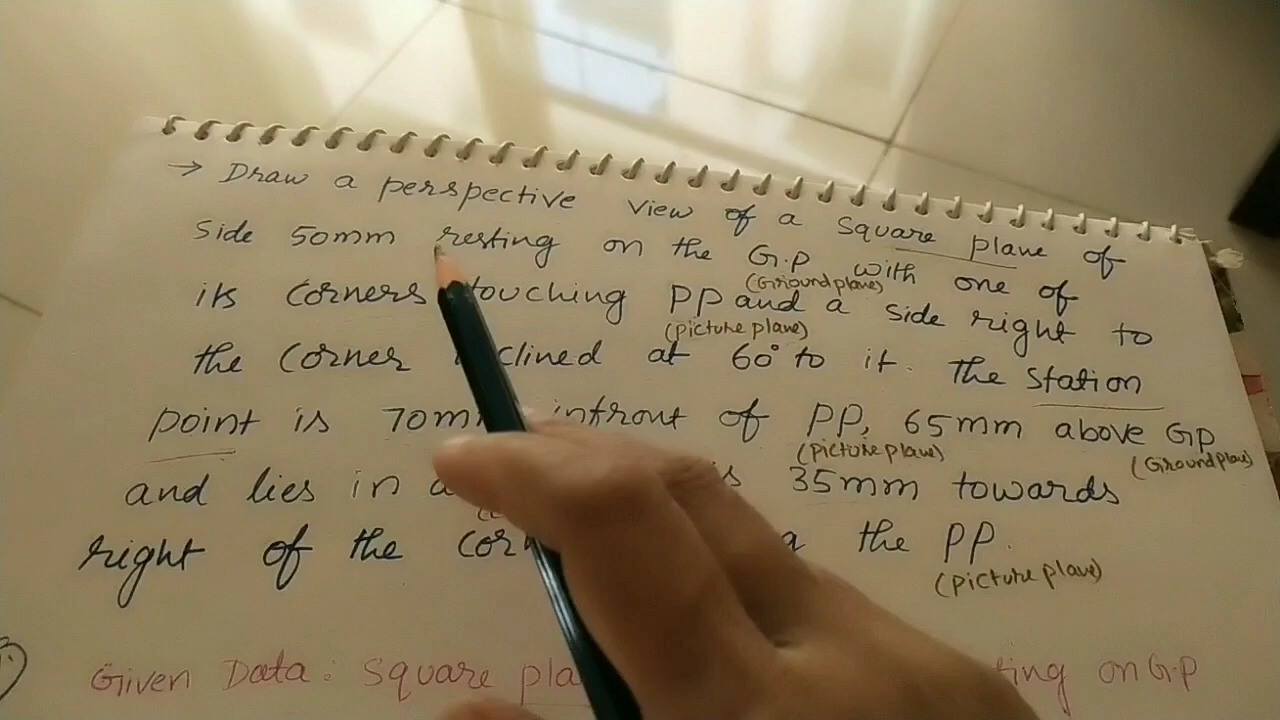 → Draw a perspective view of a square plane of
side 50mm resting on the G.P with one of
(Ground plane)
its corners touching PP and a side right to
(picture plane)
the corner inclined at 60° to it. The station
point is 70mm infront of PP, 65mm above GP
(picture plane) (Ground plane)
and lies in a 35mm towards
right of the the PP.
(picture plane)
Given Data: square on G.P